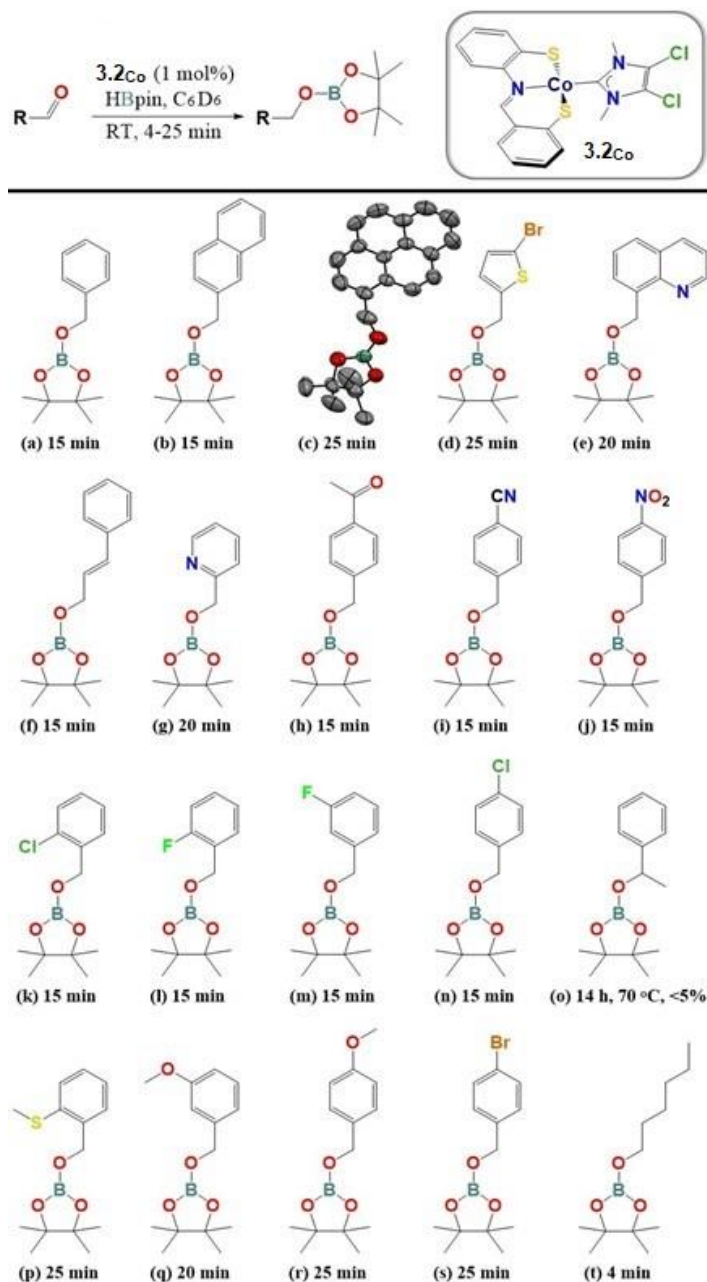 3.2Co (1 mol%)
HBpin, C6D6
RT, 4-25 min
R
O
O
B
O
O
R
S
N
Co
S
N
N
Cl
Cl
3.2Co
O
B
O
O
(a) 15 min
O
B
O
O
(b) 15 min
(c) 25 min
Br
S
O
B
O
O
(d) 25 min
N
O
B
O
O
(e) 20 min
O
B
O
O
(f) 15 min
N
O
B
O
O
(g) 20 min
O
O
B
O
O
(h) 15 min
CN
O
B
O
O
(i) 15 min
NO2
O
B
O
O
(j) 15 min
Cl
O
B
O
O
(k) 15 min
F
O
B
O
O
(l) 15 min
F
O
B
O
O
(m) 15 min
Cl
O
B
O
O
(n) 15 min
O
B
O
O
(o) 14 h, 70 °C, <5%
S
O
B
O
O
(p) 25 min
O
O
B
O
O
(q) 20 min
O
O
B
O
O
(r) 25 min
Br
O
B
O
O
(s) 25 min
O
B
O
O
(t) 4 min